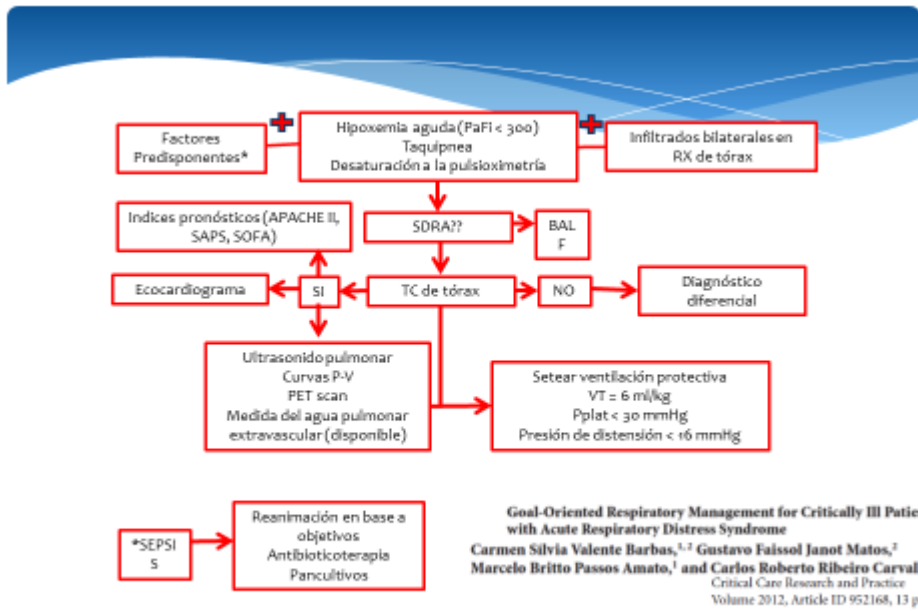 Factores
Predisponentes*
Hipoxemia aguda (PaFi < 300)
Taquipnea
Desaturación a la pulsioximetría
Infiltrados bilaterales en
RX de tórax
Indices pronósticos (APACHE II,
SAPS, SOFA)
SDRA??
BAL
F
Ecocardiograma
SI
TC de tórax
NO
Diagnóstico
diferencial
Ultrasonido pulmonar
Curvas P-V
PET scan
Medida del agua pulmonar
extravascular (disponible)
Setear ventilación protectiva
VT = 6 ml/kg
Pplat < 30 mmHg
Presión de distensión < 16 mmHg
*SEPSI
S
Reanimación en base a
objetivos
Antibioticoterapia
Pancultivos
Goal-Oriented Respiratory Management for Critically Ill Patie
with Acute Respiratory Distress Syndrome
Carmen Sílvia Valente Barbas,1,2 Gustavo Faissol Janot Matos,2
Marcelo Britto Passos Amato,1 and Carlos Roberto Ribeiro Carval
Critical Care Research and Practice
Volume 2012, Article ID 952168, 13 p